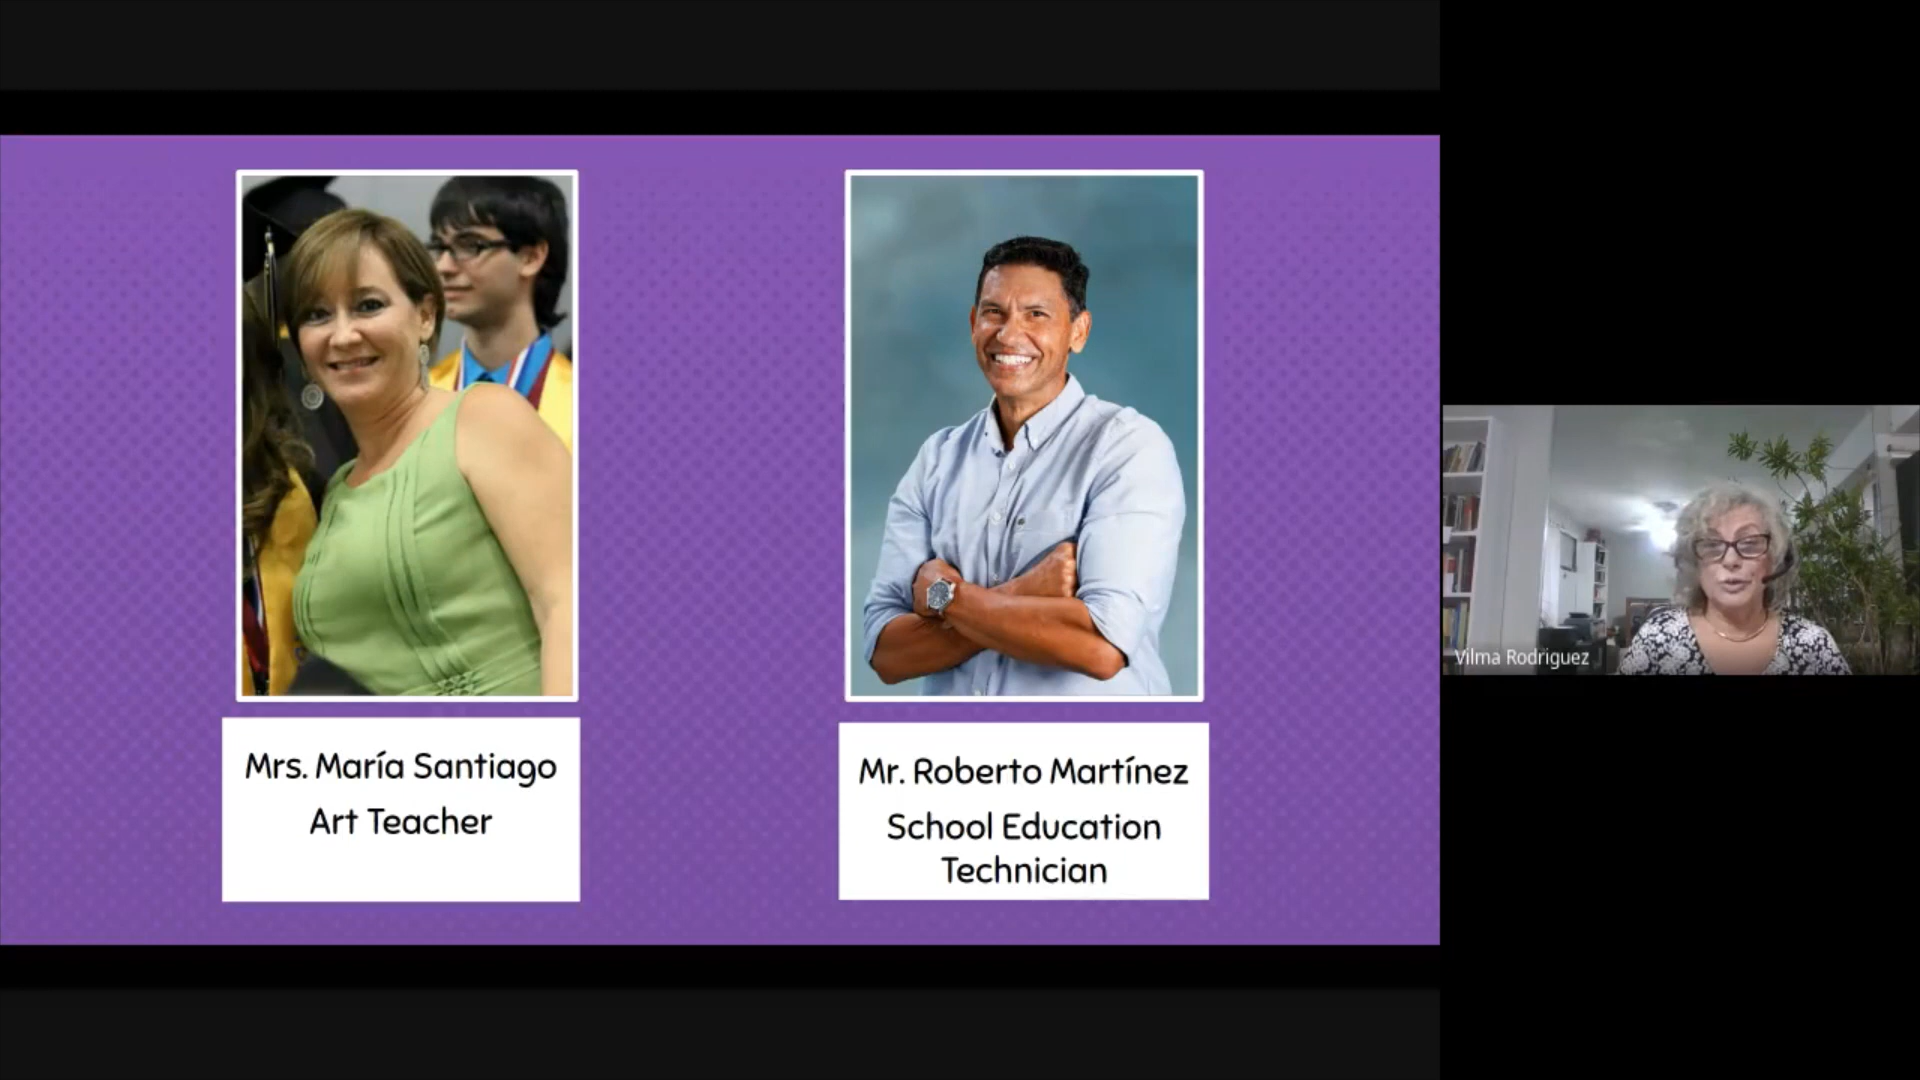 Mrs. María Santiago
Art Teacher
Mr. Roberto Martínez
School Education
Technician
Vilma Rodriguez